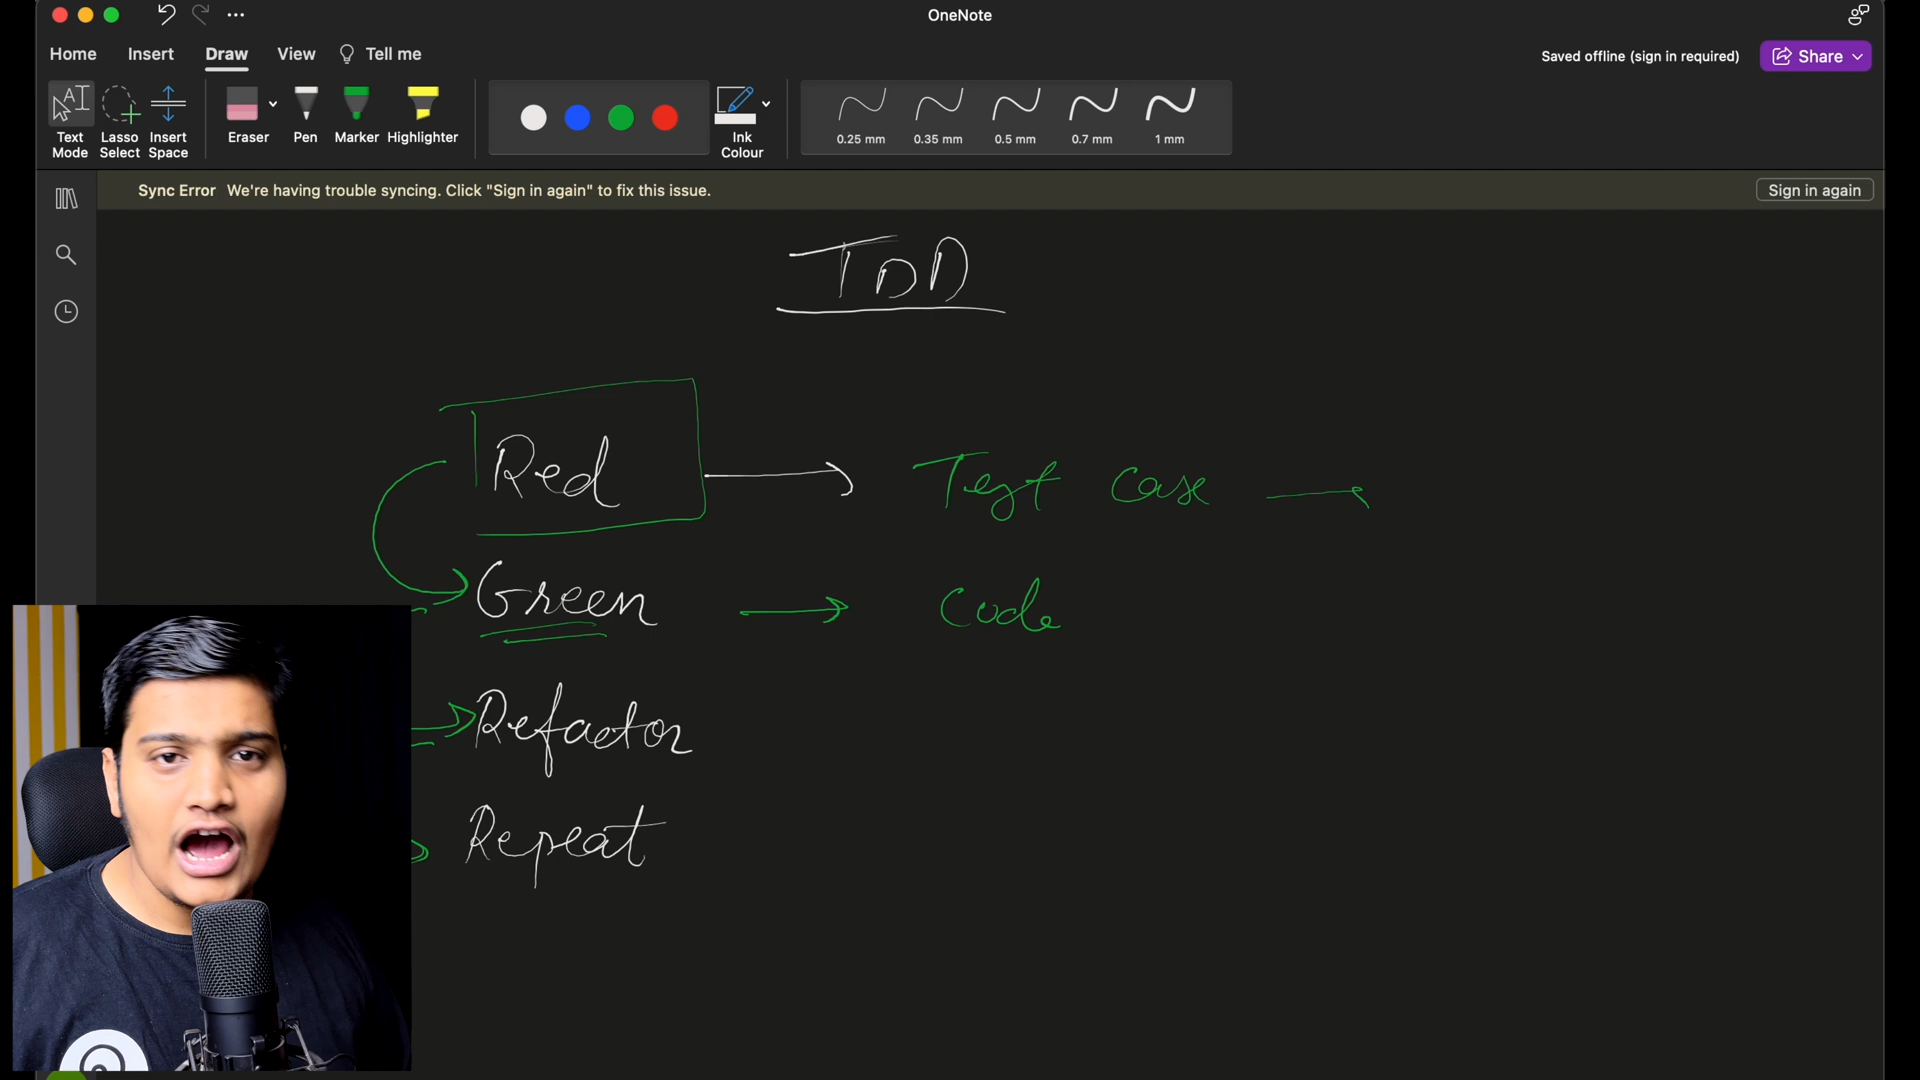 OneNote
Home Insert Draw View Tell me
Saved offline (sign in required) Share
Text Mode
Lasso Select
Insert Space
Eraser
Pen
Marker
Highlighter
Ink Colour
0.25 mm
0.35 mm
0.5 mm
0.7 mm
1 mm
Sync Error We're having trouble syncing. Click "Sign in again" to fix this issue. Sign in again
TDD
Red → Test Case →
Green → Code
Refactor
Repeat